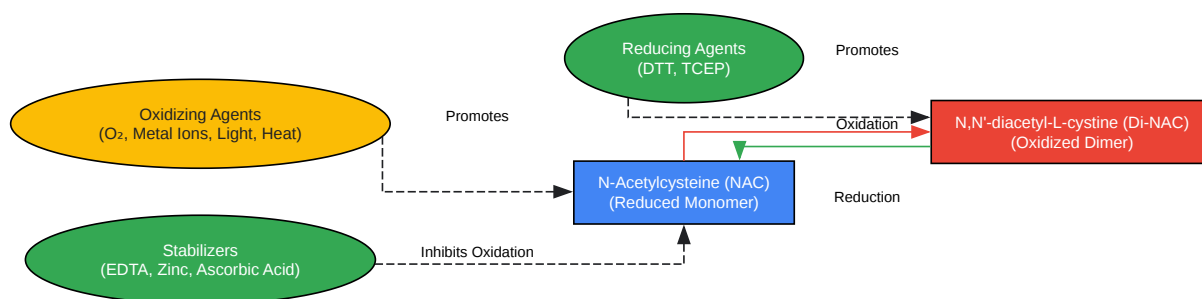 Reducing Agents
(DTT, TCEP)
Promotes
Oxidizing Agents
(O₂, Metal Ions, Light, Heat)
Promotes
Oxidation
N,N'-diacetyl-L-cystine (Di-NAC)
(Oxidized Dimer)
N-Acetylcysteine (NAC)
(Reduced Monomer)
Reduction
Stabilizers
(EDTA, Zinc, Ascorbic Acid)
Inhibits Oxidation